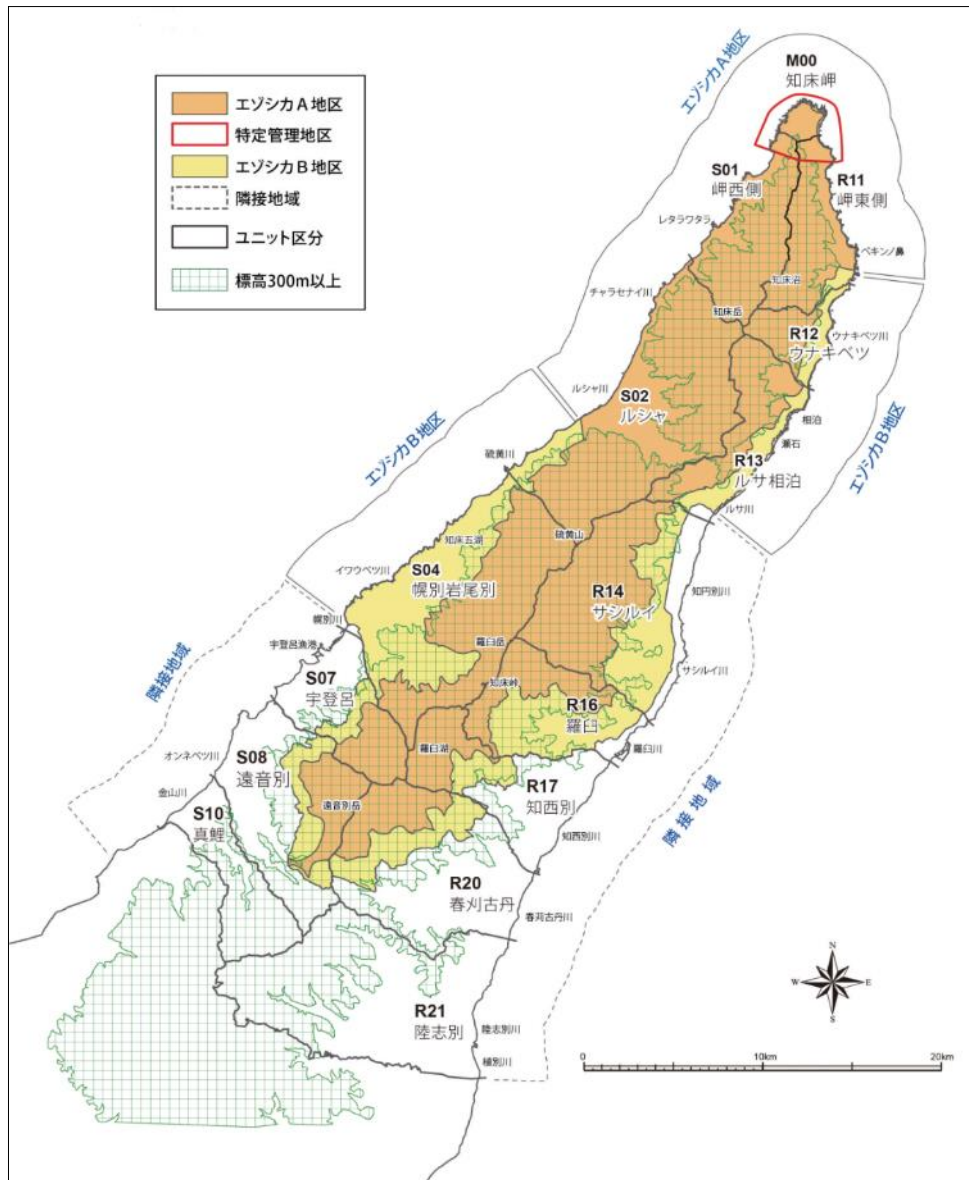 エゾシカA地区
特定管理地区
エゾシカB地区
隣接地域
ユニット区分
標高300m以上
エゾシカA地区
M00
知床岬
S01
岬西側
R11
岬東側
レタラワタラ
ペキンノ鼻
チャラセナイ川
知床沼
知床岳
R12
ウナキベツ
ウナキベツ川
エゾシカB地区
ルシャ川
S02
ルシャ
相泊
瀬石
エゾシカB地区
R13
ルサ相泊
ルサ川
硫黄川
硫黄山
知床五湖
イワウベツ川
S04
幌別岩尾別
R14
サシルイ
知円別川
幌別川
宇登呂漁港
羅臼岳
サシルイ川
隣接地域
S07
宇登呂
知床峠
R16
羅臼
羅臼川
羅臼湖
オンネベツ川
S08
遠音別
R17
知西別
金山川
遠音別岳
S10
真鯉
知西別川
隣接地域
R20
春刈古丹
春刈古丹川
R21
陸志別
陸志別川
植別川
N
W
E
S
0
10km
20km